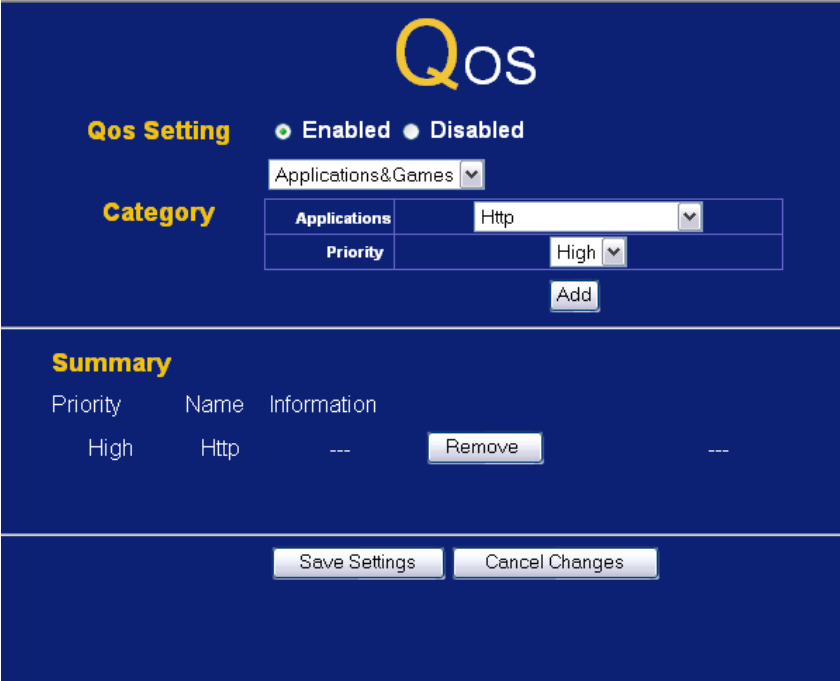 QOS
Qos Setting Enabled Disabled
Applications&Games
Category Applications Http
Priority High
Add
Summary
Priority Name Information
High Http --- Remove ---
Save Settings Cancel Changes